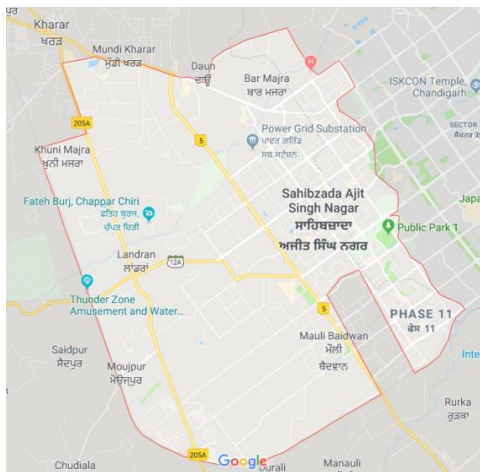 Kharar
ਖਰੜ
Mundi Kharar
ਮੁੰਡੀ ਖਰੜ
Daun
ਦਾਊਂ
Bar Majra
ਬਾਰ ਮਜਰਾ
H
ISKCON Temple,
Chandigarh
205A
5
Power Grid Substation
ਪਾਵਰ ਗਰਿੱਡ
ਸਬ ਸਟੇਸ਼ਨ
SECTOR
Khuni Majra
ਖੂਨੀ ਮਜਰਾ
Sahibzada Ajit
Singh Nagar
ਸਾਹਿਬਜ਼ਾਦਾ
ਅਜੀਤ ਸਿੰਘ ਨਗਰ
Fateh Burj, Chappar Chiri
ਫਤਿਹ ਬੁਰਜ,
ਚੱਪੜ ਚਿੜੀ
Japa
Public Park 1
Landran
ਲਾਂਡਰਾਂ
12A
Thunder Zone
Amusement and Water...
5
PHASE 11
ਫੇਸ 11
Mauli Baidwan
ਮੌਲੀ
ਬੈਦਵਾਨ
Inte
Saidpur
ਸੈਦਪੁਰ
Moujpur
ਮੌਜਪੁਰ
Rurka
ਰੁੜਕਾ
205A
Google
Durali
Manauli
Chudiala